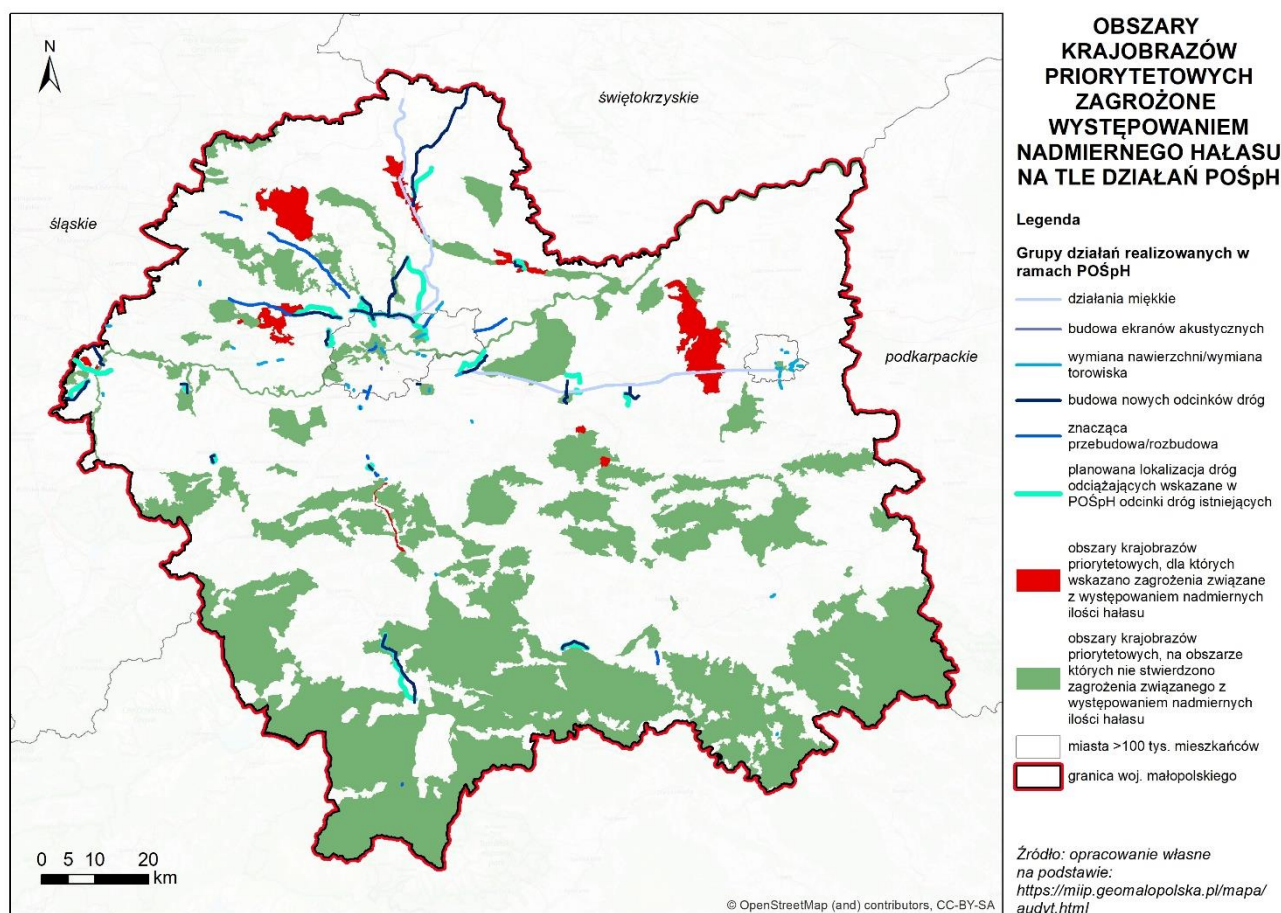 N
świętokrzyskie
śląskie
podkarpackie
0 5 10 20
km
© OpenStreetMap (and) contributors, CC-BY-SA
OBSZARY
KRAJOBRAZÓW
PRIORYTETOWYCH
ZAGROŻONE
WYSTĘPOWANIEM
NADMIERNEGO HAŁASU
NA TLE DZIAŁAŃ POŚpH
Legenda
Grupy działań realizowanych w
ramach POŚpH
działania miękkie
budowa ekranów akustycznych
wymiana nawierzchni/wymiana
torowiska
budowa nowych odcinków dróg
znacząca
przebudowa/rozbudowa
planowana lokalizacja dróg
odciążających wskazane w
POŚpH odcinki dróg istniejących
obszary krajobrazów
priorytetowych, dla których
wskazano zagrożenia związane
z występowaniem nadmiernych
ilości hałasu
obszary krajobrazów
priorytetowych, na obszarze
których nie stwierdzono
zagrożenia związanego z
występowaniem nadmiernych
ilości hałasu
miasta >100 tys. mieszkańców
granica woj. małopolskiego
Źródło: opracowanie własne
na podstawie:
https://miip.geomalopolska.pl/mapa/
audyt.html